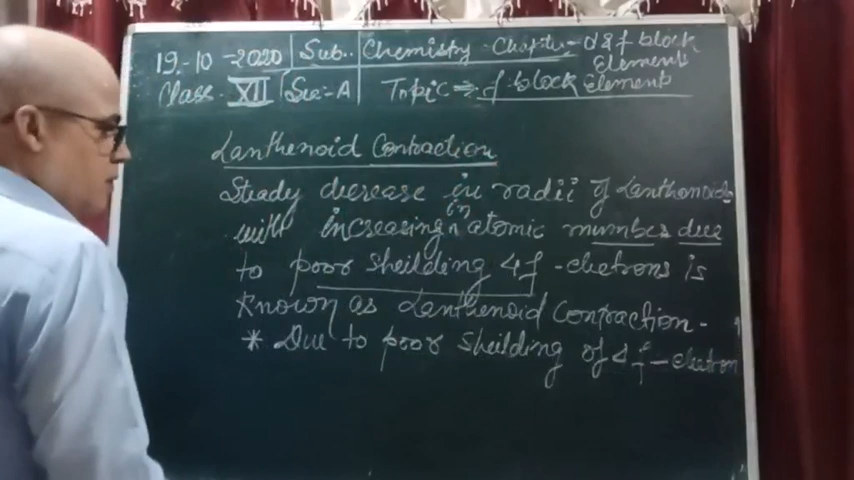 19-10-2020 Sub.. Chemistry Chapter - d & f block Elements
Class XII Sec-A Topic ⇒ f block Elements
Lanthenoid Contraction
Steady decrease in radii of Lanthonoids
with increasing in atomic number due
to poor sheilding 4f-electrons is
known as Lanthenoid Contraction-
* Due to poor sheilding of 4f-electron